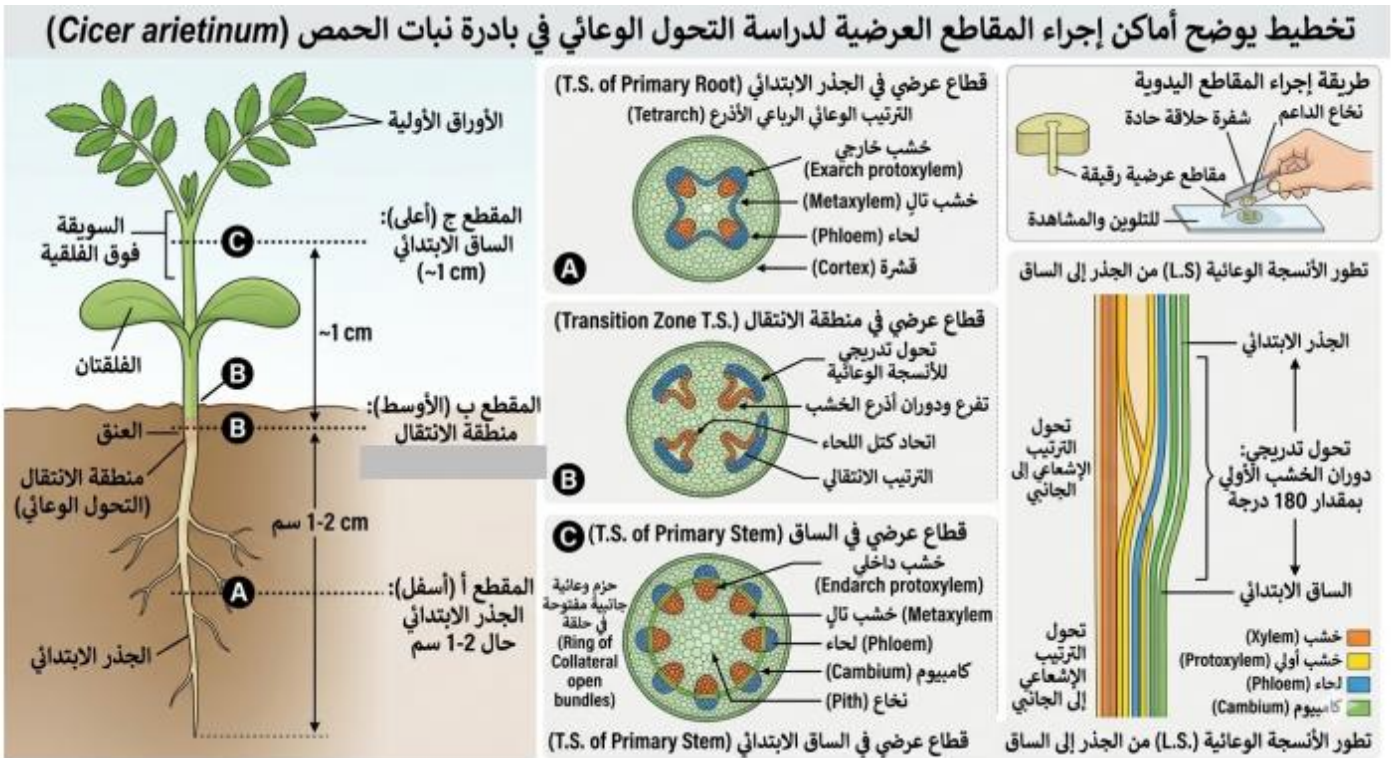 تخطيط يوضح أماكن إجراء المقاطع العرضية لدراسة التحول الوعائي في بادرة نبات الحمص (Cicer arietinum)
الأوراق الأولية
السويقة
فوق الفلقية
C
المقطع ج (أعلى):
الساق الابتدائي
(~1 cm)
~1 cm
الفلقتان
B
B
المقطع ب (الأوسط):
منطقة الانتقال
العنق
منطقة الانتقال
(التحول الوعائي)
1-2 cm سم
A
المقطع أ (أسفل):
الجذر الابتدائي
حال 2-1 سم
الجذر الابتدائي
قطاع عرضي في الجذر الابتدائي (T.S. of Primary Root)
الترتيب الوعائي الرباعي الأذرع (Tetrarch)
خشب خارجي
(Exarch protoxylem)
خشب تالٍ (Metaxylem)
لحاء (Phloem)
قشرة (Cortex)
A
قطاع عرضي في منطقة الانتقال (Transition Zone T.S.)
تحول تدريجي
للأنسجة الوعائية
تفرع ودوران أذرع الخشب
اتحاد كتل اللحاء
الترتيب الانتقالي
B
قطاع عرضي في الساق (T.S. of Primary Stem)
C
خشب داخلي
(Endarch protoxylem)
خشب تالٍ (Metaxylem
لحاء (Phloem)
كامبيوم (Cambium)
نخاع (Pith)
حزم وعائية
جانبية مفتوحة
في حلقة
(Ring of
Collateral
open
bundles)
قطاع عرضي في الساق الابتدائي (T.S. of Primary Stem)
طريقة إجراء المقاطع اليدوية
نخاع الداعم
شفرة حلاقة حادة
مقاطع عرضية رقيقة
للتلوين والمشاهدة
تطور الأنسجة الوعائية (L.S) من الجذر إلى الساق
الجذر الابتدائي
تحول
الترتيب
الإشعاعي إلى
الجانبي
تحول تدريجي:
دوران الخشب الأولي
بمقدار 180 درجة
الساق الابتدائي
تحول
الترتيب
الإشعاعي
إلى الجانبي
خشب (Xylem)
خشب أولي (Protoxylem)
لحاء (Phloem)
كامبيوم (Cambium)
تطور الأنسجة الوعائية (L.S.) من الجذر إلى الساق